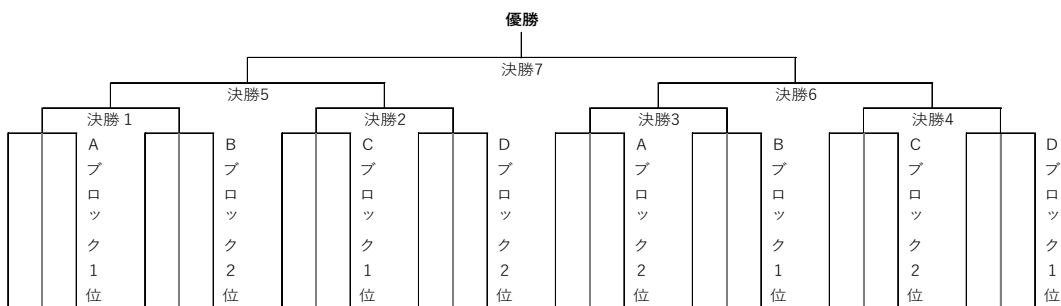 優勝
決勝7
決勝5
決勝6
決勝１
決勝2
決勝3
決勝4
Aブロック1位
Bブロック2位
Cブロック1位
Dブロック2位
Aブロック2位
Bブロック1位
Cブロック2位
Dブロック1位